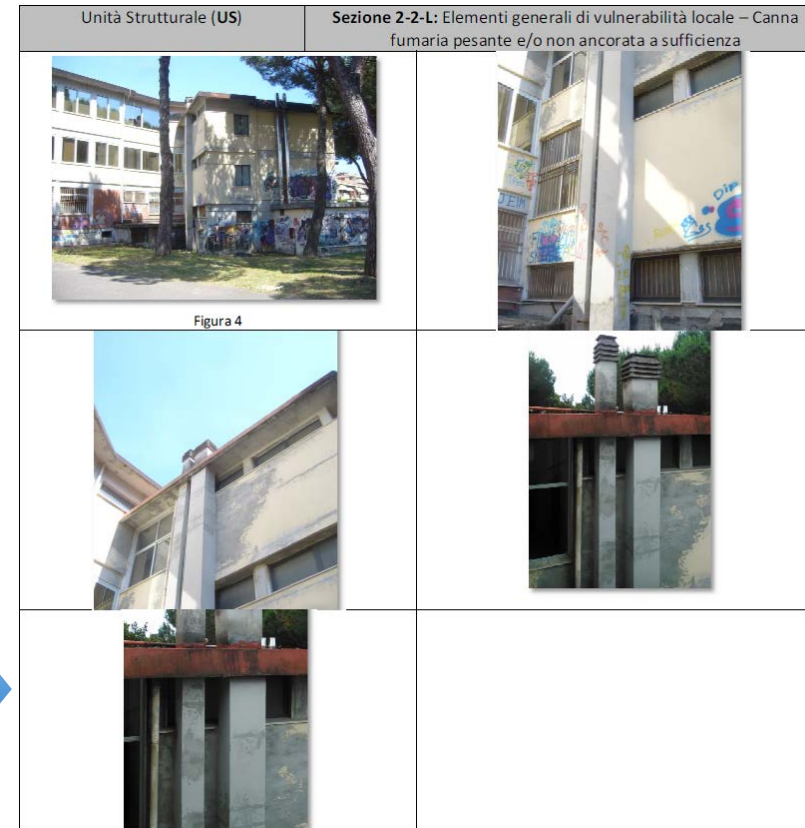 Unità Strutturale (US)
Sezione 2-2-L: Elementi generali di vulnerabilità locale – Canna
fumaria pesante e/o non ancorata a sufficienza
Figura 4